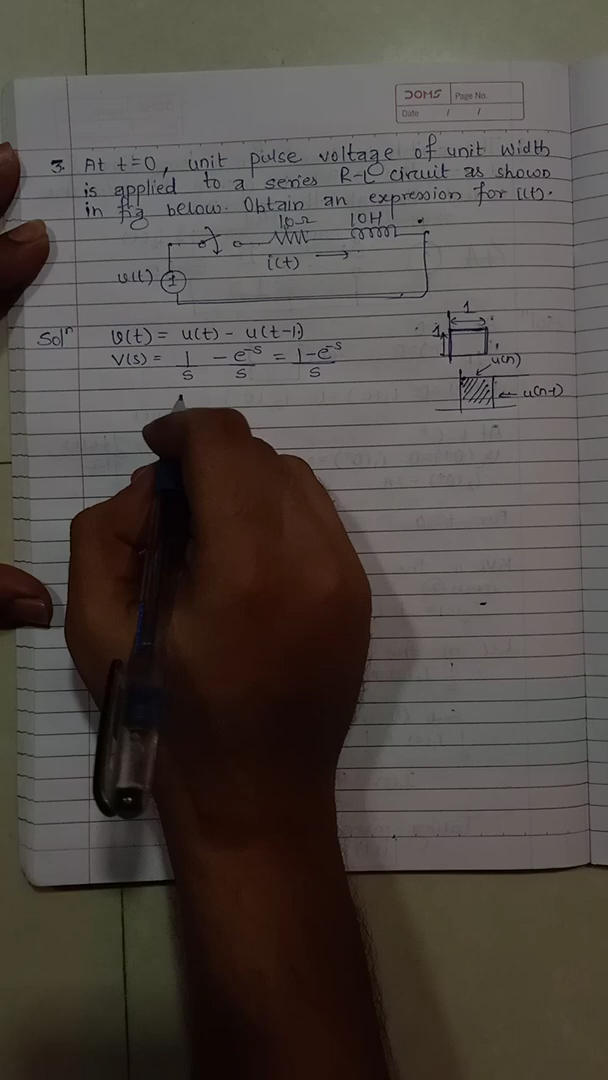 DOMS Page No.
Date / /
3. At t=0, unit pulse voltage of unit width
is applied to a series R-L circuit as shown
in fig below. Obtain an expression for i(t).
10Ω 10H
i(t) →
v(t) 1
Solⁿ v(t) = u(t) - u(t-1)
V(s) = 1/s - e^-s/s = 1-e^-s/s
1
1
u(n)
← u(n-1)